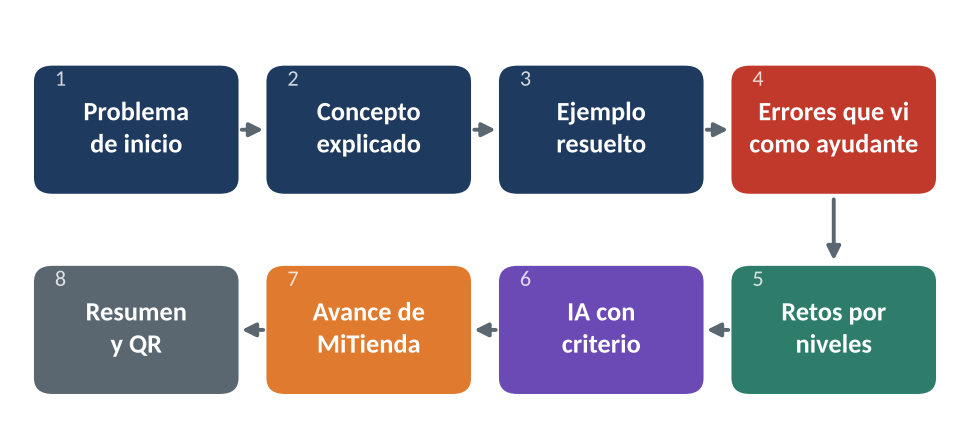 1
Problema
de inicio
2
Concepto
explicado
3
Ejemplo
resuelto
4
Errores que vi
como ayudante
5
Retos por
niveles
6
IA con
criterio
7
Avance de
MiTienda
8
Resumen
y QR